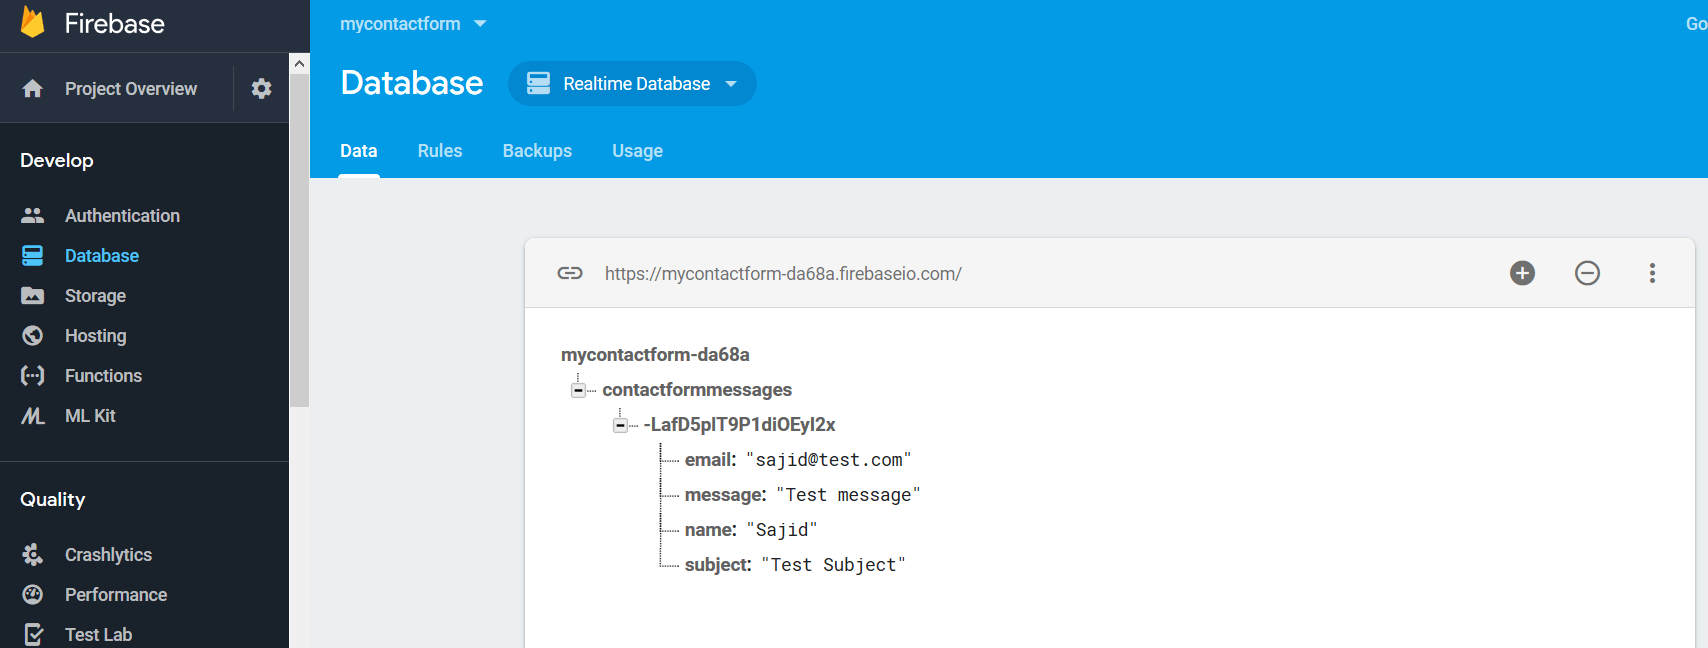 Firebase
mycontactform
Go
Project Overview
Database
Realtime Database
Data
Rules
Backups
Usage
Develop
Authentication
Database
Storage
Hosting
Functions
ML Kit
Quality
Crashlytics
Performance
Test Lab
https://mycontactform-da68a.firebaseio.com/
mycontactform-da68a
contactformmessages
-LafD5plT9P1diOEyI2x
email: "sajid@test.com"
message: "Test message"
name: "Sajid"
subject: "Test Subject"